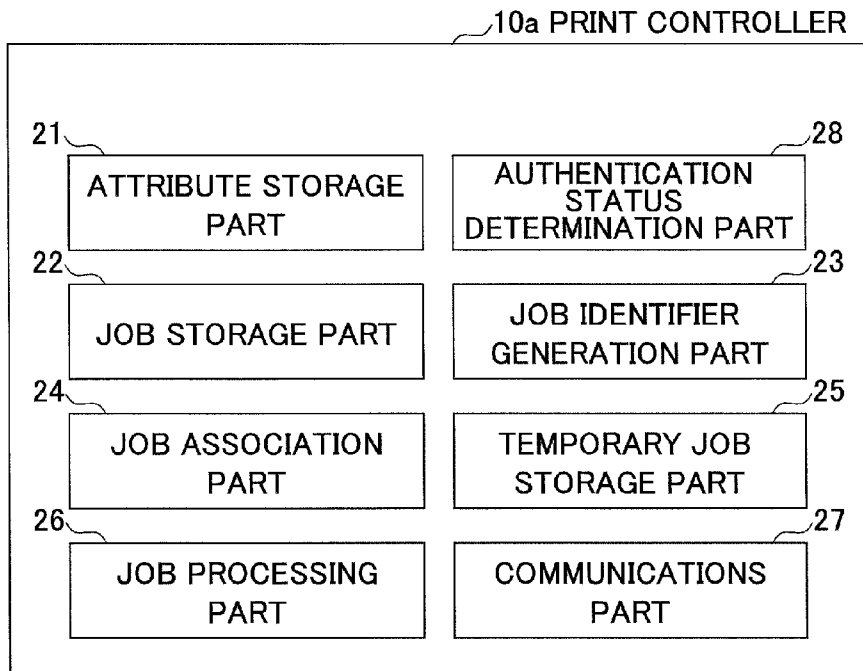 10a PRINT CONTROLLER
21
ATTRIBUTE STORAGE
PART
28
AUTHENTICATION
STATUS
DETERMINATION PART
22
JOB STORAGE PART
23
JOB IDENTIFIER
GENERATION PART
24
JOB ASSOCIATION
PART
25
TEMPORARY JOB
STORAGE PART
26
JOB PROCESSING
PART
27
COMMUNICATIONS
PART